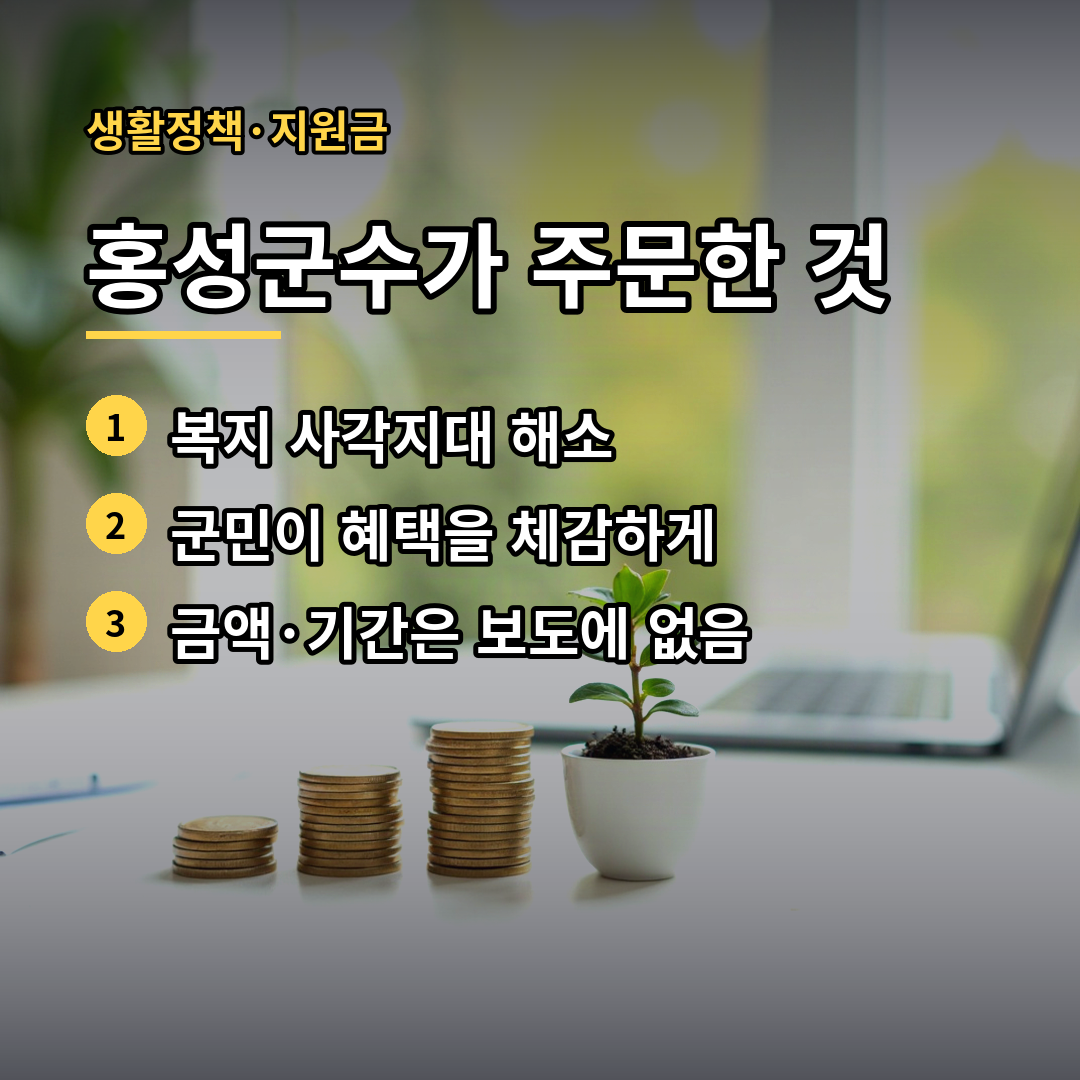 생활정책·지원금
홍성군수가 주문한 것
1 복지 사각지대 해소
2 군민이 혜택을 체감하게
3 금액·기간은 보도에 없음